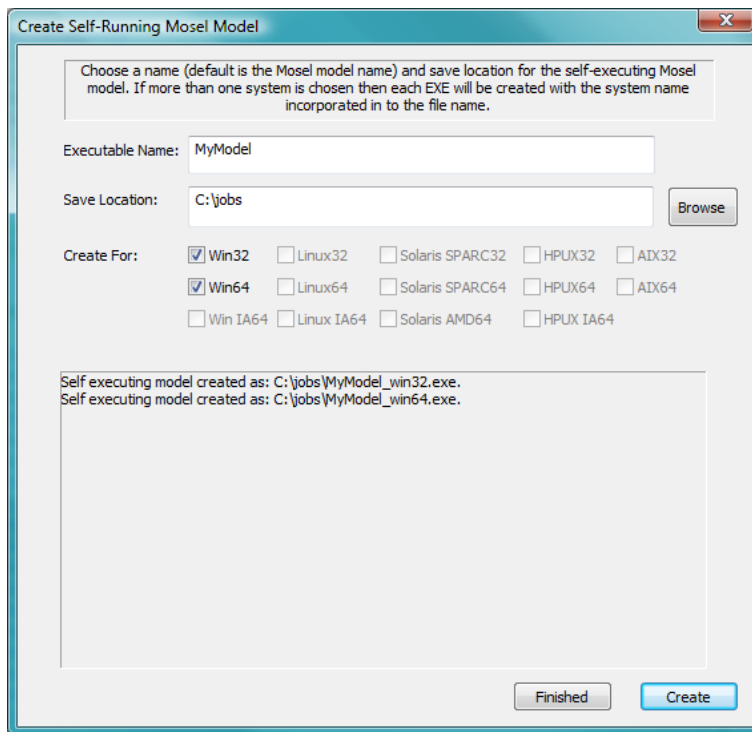 Create Self-Running Mosel Model
Choose a name (default is the Mosel model name) and save location for the self-executing Mosel
model. If more than one system is chosen then each EXE will be created with the system name
incorporated in to the file name.
Executable Name: MyModel
Save Location: C:\jobs Browse
Create For: Win32 Linux32 Solaris SPARC32 HPUX32 AIX32
Win64 Linux64 Solaris SPARC64 HPUX64 AIX64
Win IA64 Linux IA64 Solaris AMD64 HPUX IA64
Self executing model created as: C:\jobs\MyModel_win32.exe.
Self executing model created as: C:\jobs\MyModel_win64.exe.
Finished Create